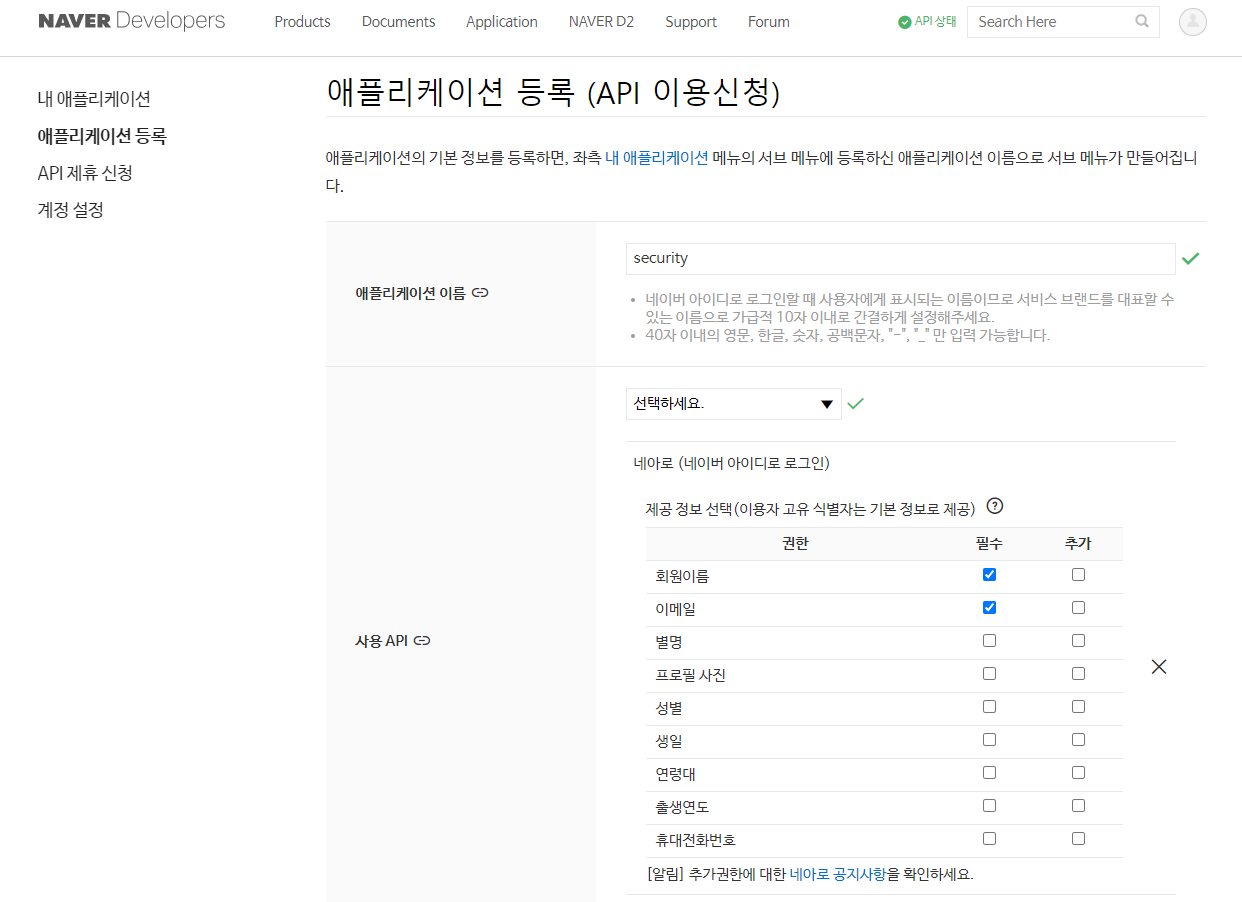 NAVER Developers
Products Documents Application NAVER D2 Support Forum
API 상태
Search Here
내 애플리케이션
애플리케이션 등록
API 제휴 신청
계정 설정
애플리케이션 등록 (API 이용신청)
애플리케이션의 기본 정보를 등록하면, 좌측 내 애플리케이션 메뉴의 서브 메뉴에 등록하신 애플리케이션 이름으로 서브 메뉴가 만들어집니
다.
애플리케이션 이름
security
네이버 아이디로 로그인할 때 사용자에게 표시되는 이름이므로 서비스 브랜드를 대표할 수
있는 이름으로 가급적 10자 이내로 간결하게 설정해주세요.
40자 이내의 영문, 한글, 숫자, 공백문자, "-", "_" 만 입력 가능합니다.
사용 API
선택하세요.
네아로 (네이버 아이디로 로그인)
제공 정보 선택(이용자 고유 식별자는 기본 정보로 제공)
권한 필수 추가
회원이름
이메일
별명
프로필 사진
성별
생일
연령대
출생연도
휴대전화번호
[알림] 추가권한에 대한 네아로 공지사항을 확인하세요.